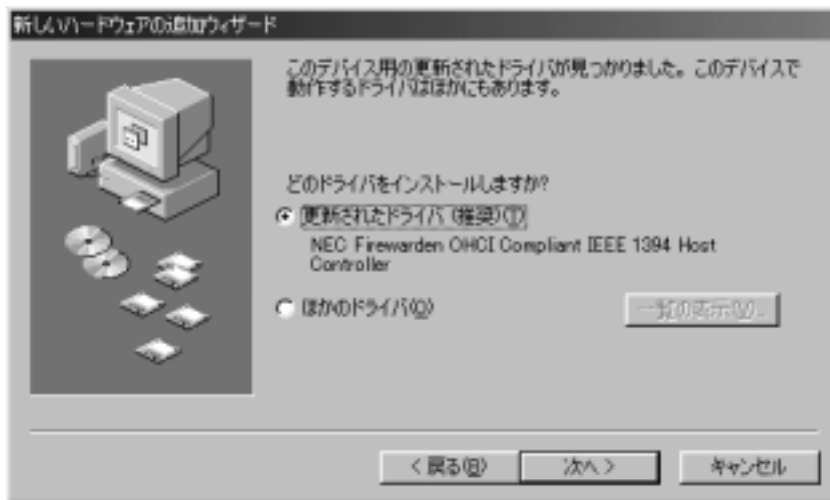 新しいハードウェアの追加ウィザード
このデバイス用の更新されたドライバが見つかりました。このデバイスで
動作するドライバはほかにもあります。
どのドライバをインストールしますか?
更新されたドライバ (推奨)(T)
NEC Firewarden OHCI Compliant IEEE 1394 Host
Controller
ほかのドライバ(O)
一覧の表示(V)...
< 戻る(B)
次へ >
キャンセル